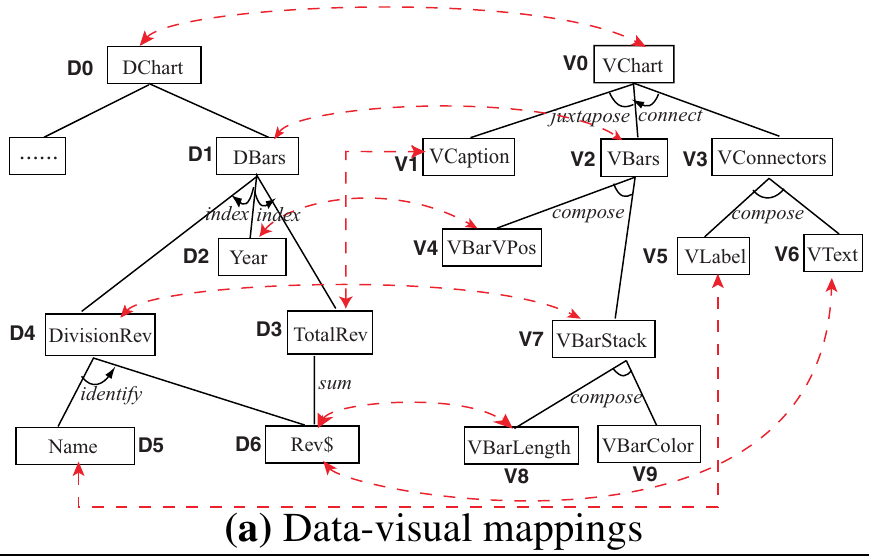 D0 DChart
V0 VChart
juxtapose connect
...... D1 DBars
V1 VCaption V2 VBars V3 VConnectors
index index
compose compose
D2 Year
V4 VBarVPos V5 VLabel V6 VText
D4 DivisionRev D3 TotalRev
V7 VBarStack
identify sum
compose
Name D5 D6 Rev$
VBarLength VBarColor
V8 V9
(a) Data-visual mappings